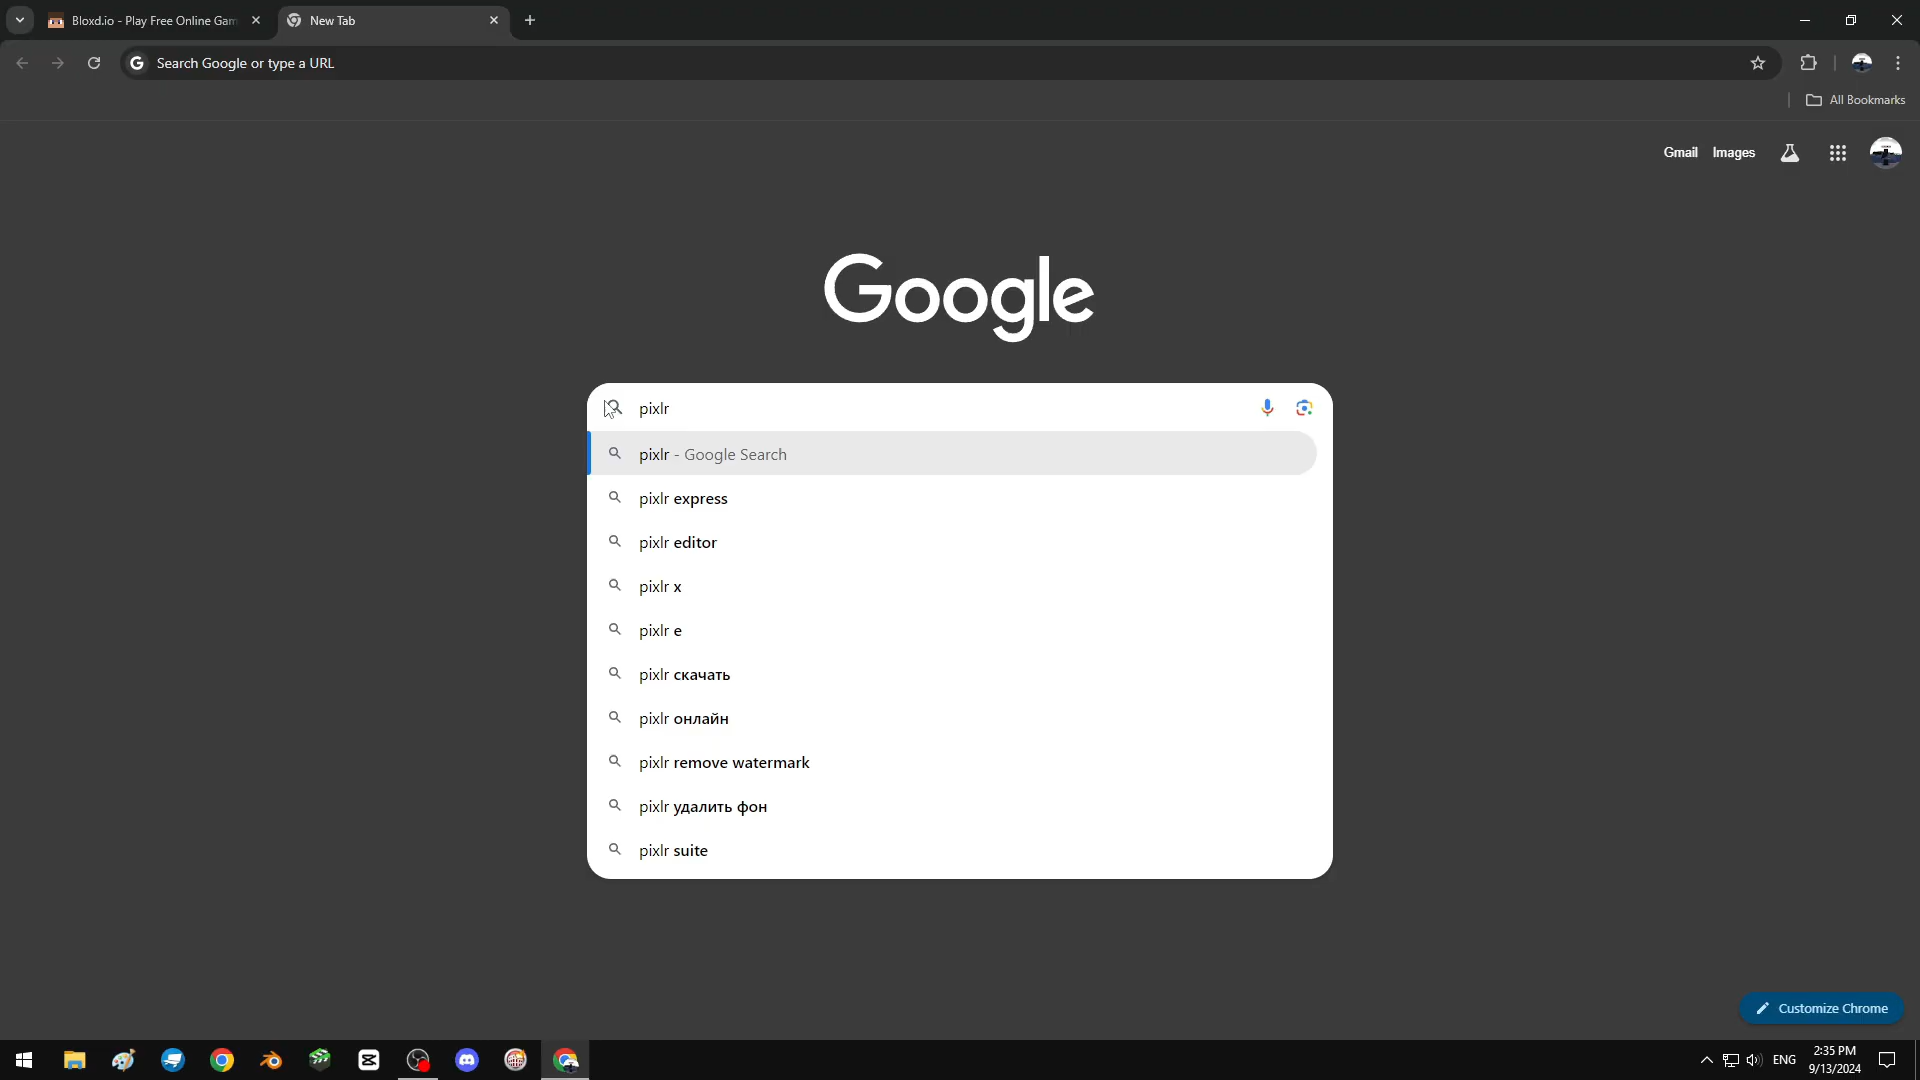 Bloxd.io - Play Free Online Gam
New Tab
Search Google or type a URL
All Bookmarks
Gmail
Images
Google
pixlr
pixlr - Google Search
pixlr express
pixlr editor
pixlr x
pixlr e
pixlr скачать
pixlr онлайн
pixlr remove watermark
pixlr удалить фон
pixlr suite
Customize Chrome
ENG
2:35 PM
9/13/2024